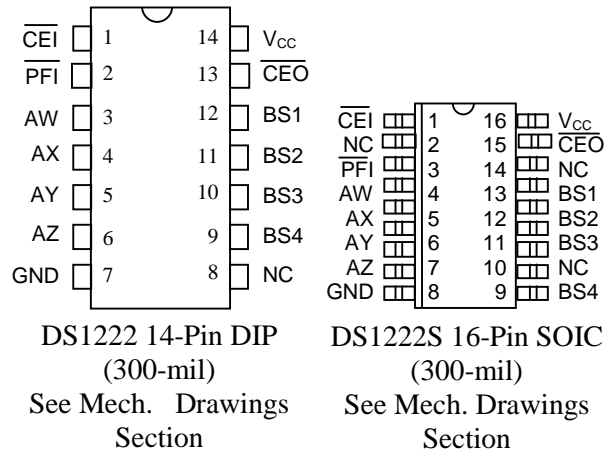 CEI 1 14 VCC
PFI 2 13 CEO
AW 3 12 BS1
AX 4 11 BS2
AY 5 10 BS3
AZ 6 9 BS4
GND 7 8 NC
DS1222 14-Pin DIP
(300-mil)
See Mech. Drawings
Section
CEI 1 16 VCC
NC 2 15 CEO
PFI 3 14 NC
AW 4 13 BS1
AX 5 12 BS2
AY 6 11 BS3
AZ 7 10 NC
GND 8 9 BS4
DS1222S 16-Pin SOIC
(300-mil)
See Mech. Drawings
Section